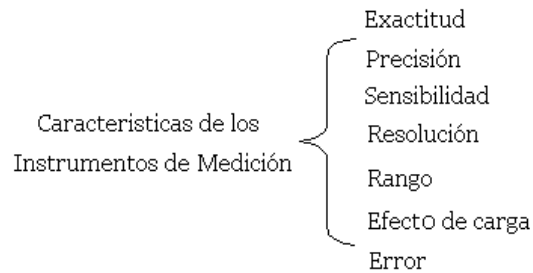 Exactitud
Precisión
Sensibilidad
Caracteristicas de los
Instrumentos de Medición
Resolución
Rango
Efecto de carga
Error